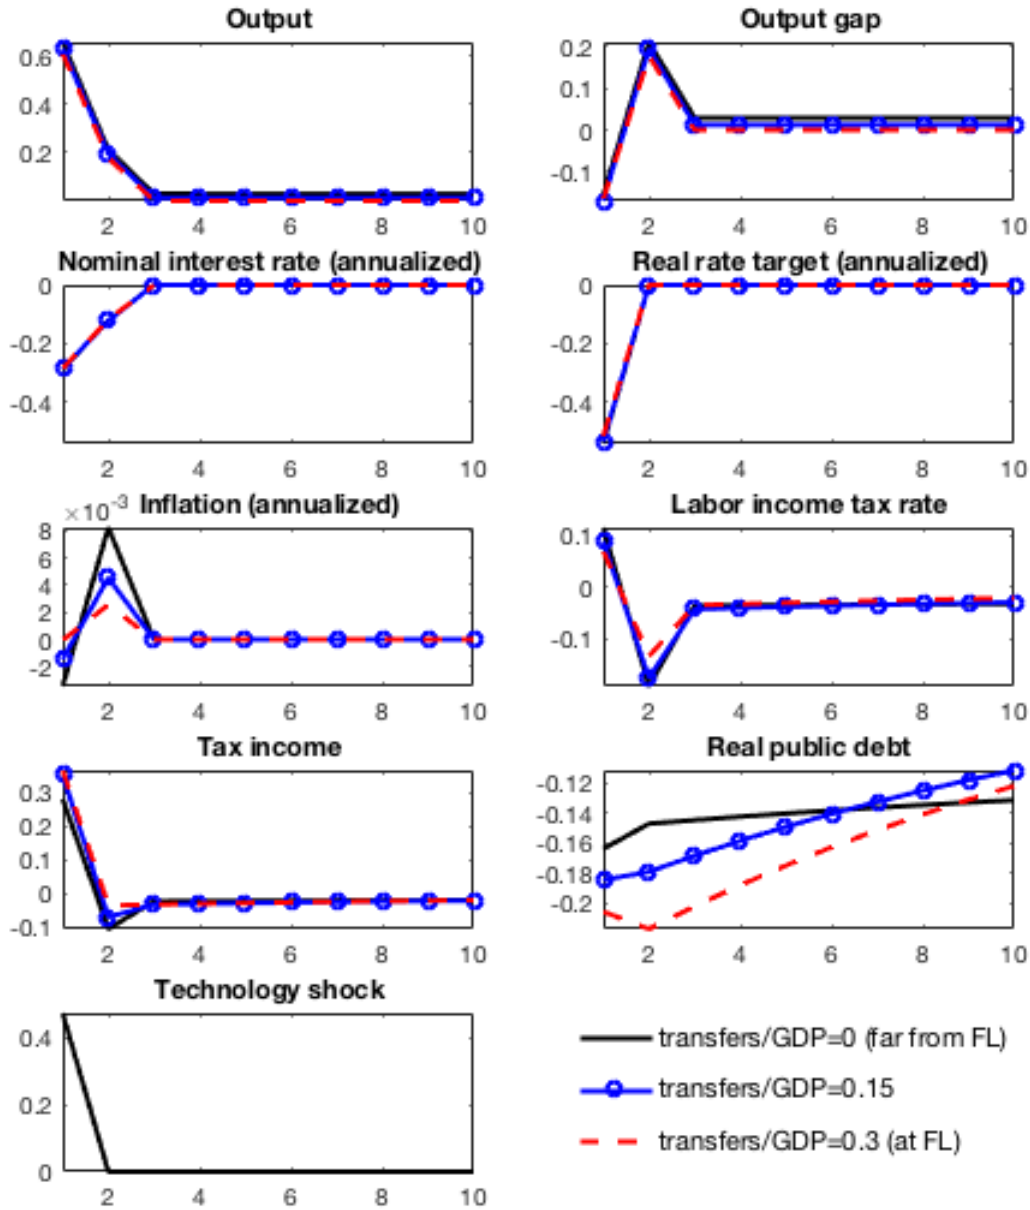 Output
0.6
0.4
0.2
2 4 6 8 10
Output gap
0.2
0.1
0
-0.1
2 4 6 8 10
Nominal interest rate (annualized)
0
-0.2
-0.4
2 4 6 8 10
Real rate target (annualized)
0
-0.2
-0.4
2 4 6 8 10
×10⁻³ Inflation (annualized)
8
6
4
2
0
-2
2 4 6 8 10
Labor income tax rate
0.1
0
-0.1
2 4 6 8 10
Tax income
0.3
0.2
0.1
0
-0.1
2 4 6 8 10
Real public debt
-0.12
-0.14
-0.16
-0.18
-0.2
2 4 6 8 10
Technology shock
0.4
0.2
0
2 4 6 8 10
transfers/GDP=0 (far from FL)
transfers/GDP=0.15
transfers/GDP=0.3 (at FL)